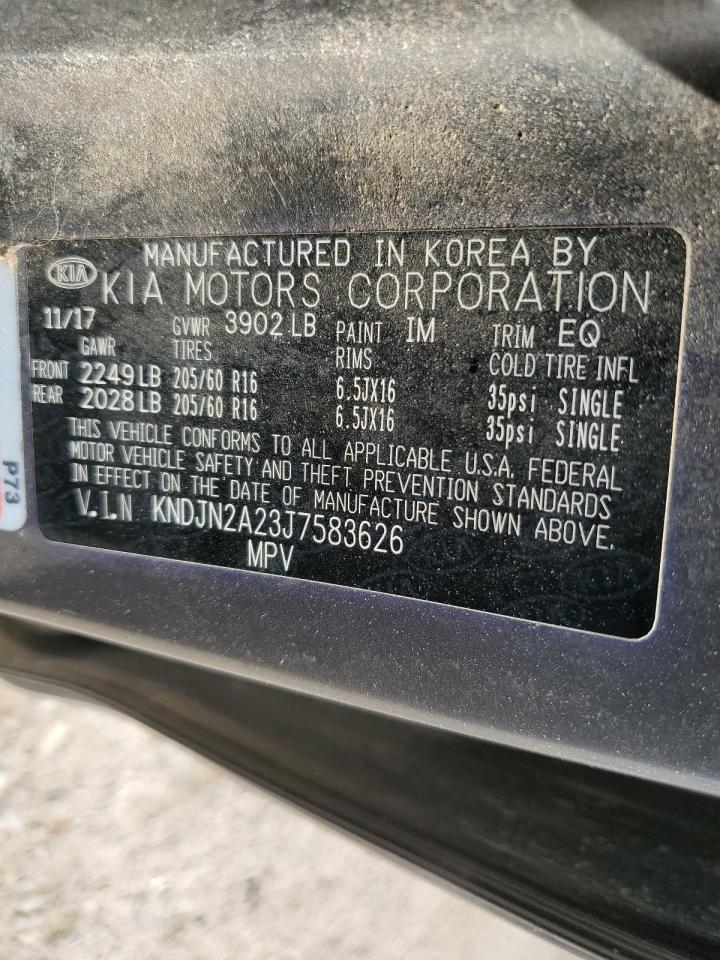 MANUFACTURED IN KOREA BY
KIA KIA MOTORS CORPORATION
11/17 GVWR 3902 LB PAINT IM TRIM EQ
GAWR TIRES RIMS COLD TIRE INFL
FRONT 2249 LB 205/60 R16 6.5JX16 35psi SINGLE
REAR 2028 LB 205/60 R16 6.5JX16 35psi SINGLE
THIS VEHICLE CONFORMS TO ALL APPLICABLE U.S.A. FEDERAL
MOTOR VEHICLE SAFETY AND THEFT PREVENTION STANDARDS
IN EFFECT ON THE DATE OF MANUFACTURE SHOWN ABOVE.
V.I.N KNDJN2A23J7583626
MPV
P73